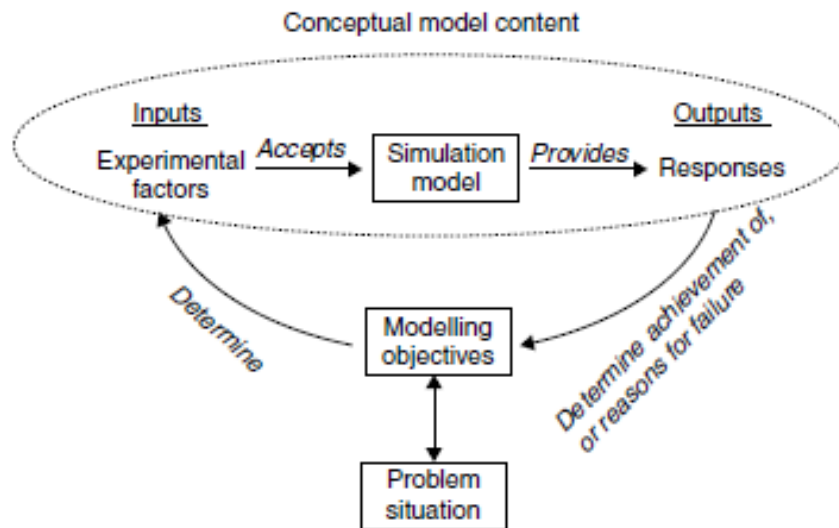 Conceptual model content
Inputs
Outputs
Experimental
factors
Accepts
Simulation
model
Provides
Responses
Determine
Modelling
objectives
Determine achievement of,
or reasons for failure
Problem
situation